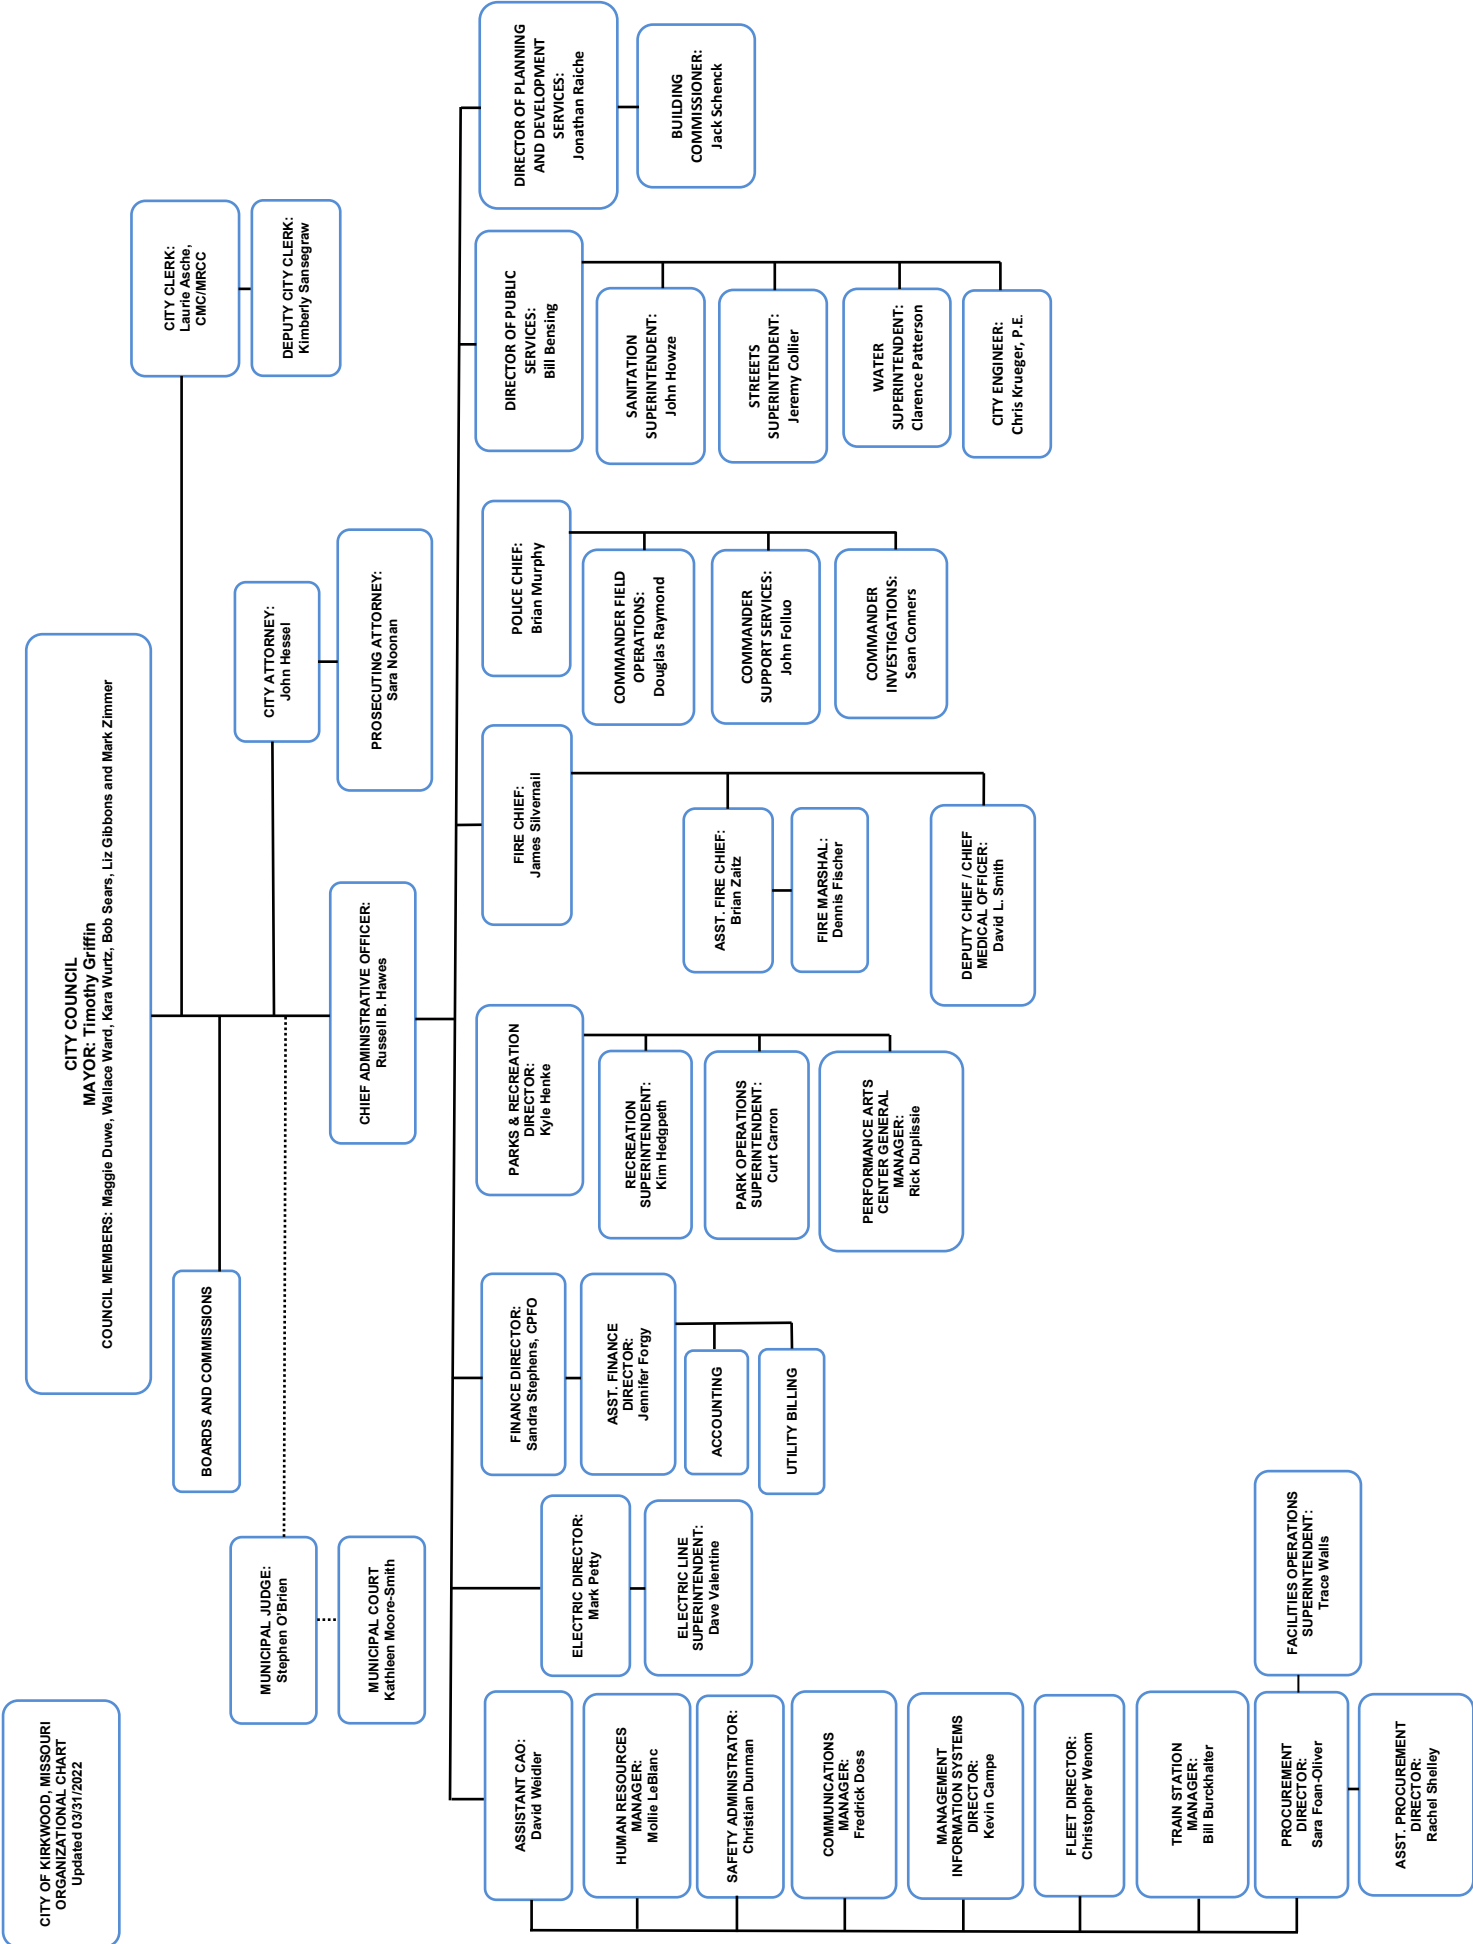 CITY OF KIRKWOOD, MISSOURI
ORGANIZATIONAL CHART
Updated 03/31/2022
CITY COUNCIL
MAYOR: Timothy Griffin
COUNCIL MEMBERS: Maggie Duwe, Wallace Ward, Kara Wurtz, Bob Sears, Liz Gibbons and Mark Zimmer
CITY CLERK:
Laurie Asche,
CMC/MRCC
DEPUTY CITY CLERK:
Kimberly Sansegraw
BOARDS AND COMMISSIONS
CITY ATTORNEY:
John Hessel
PROSECUTING ATTORNEY:
Sara Noonan
MUNICIPAL JUDGE:
Stephen O'Brien
MUNICIPAL COURT
Kathleen Moore-Smith
CHIEF ADMINISTRATIVE OFFICER:
Russell B. Hawes
ASSISTANT CAO:
David Weidler
HUMAN RESOURCES
MANAGER:
Mollie LeBlanc
SAFETY ADMINISTRATOR:
Christian Dunman
COMMUNICATIONS
MANAGER:
Fredrick Doss
MANAGEMENT
INFORMATION SYSTEMS
DIRECTOR:
Kevin Campe
FLEET DIRECTOR:
Christopher Wenom
TRAIN STATION
MANAGER:
Bill Burckhalter
PROCUREMENT
DIRECTOR:
Sara Foan-Oliver
ASST. PROCUREMENT
DIRECTOR:
Rachel Shelley
FACILITIES OPERATIONS
SUPERINTENDENT:
Trace Walls
ELECTRIC DIRECTOR:
Mark Petty
ELECTRIC LINE
SUPERINTENDENT:
Dave Valentine
FINANCE DIRECTOR:
Sandra Stephens, CPFO
ASST. FINANCE
DIRECTOR:
Jennifer Forgy
ACCOUNTING
UTILITY BILLING
PARKS & RECREATION
DIRECTOR:
Kyle Henke
RECREATION
SUPERINTENDENT:
Kim Hedgpeth
PARK OPERATIONS
SUPERINTENDENT:
Curt Carron
PERFORMANCE ARTS
CENTER GENERAL
MANAGER:
Rick Duplissie
FIRE CHIEF:
James Silvernail
ASST. FIRE CHIEF:
Brian Zaitz
FIRE MARSHAL:
Dennis Fischer
DEPUTY CHIEF / CHIEF
MEDICAL OFFICER:
David L. Smith
POLICE CHIEF:
Brian Murphy
COMMANDER FIELD
OPERATIONS:
Douglas Raymond
COMMANDER
SUPPORT SERVICES:
John Folluo
COMMANDER
INVESTIGATIONS:
Sean Conners
DIRECTOR OF PUBLIC
SERVICES:
Bill Bensing
SANITATION
SUPERINTENDENT:
John Howze
STREEETS
SUPERINTENDENT:
Jeremy Collier
WATER
SUPERINTENDENT:
Clarence Patterson
CITY ENGINEER:
Chris Krueger, P.E.
DIRECTOR OF PLANNING
AND DEVELOPMENT
SERVICES:
Jonathan Raiche
BUILDING
COMMISSIONER:
Jack Schenck